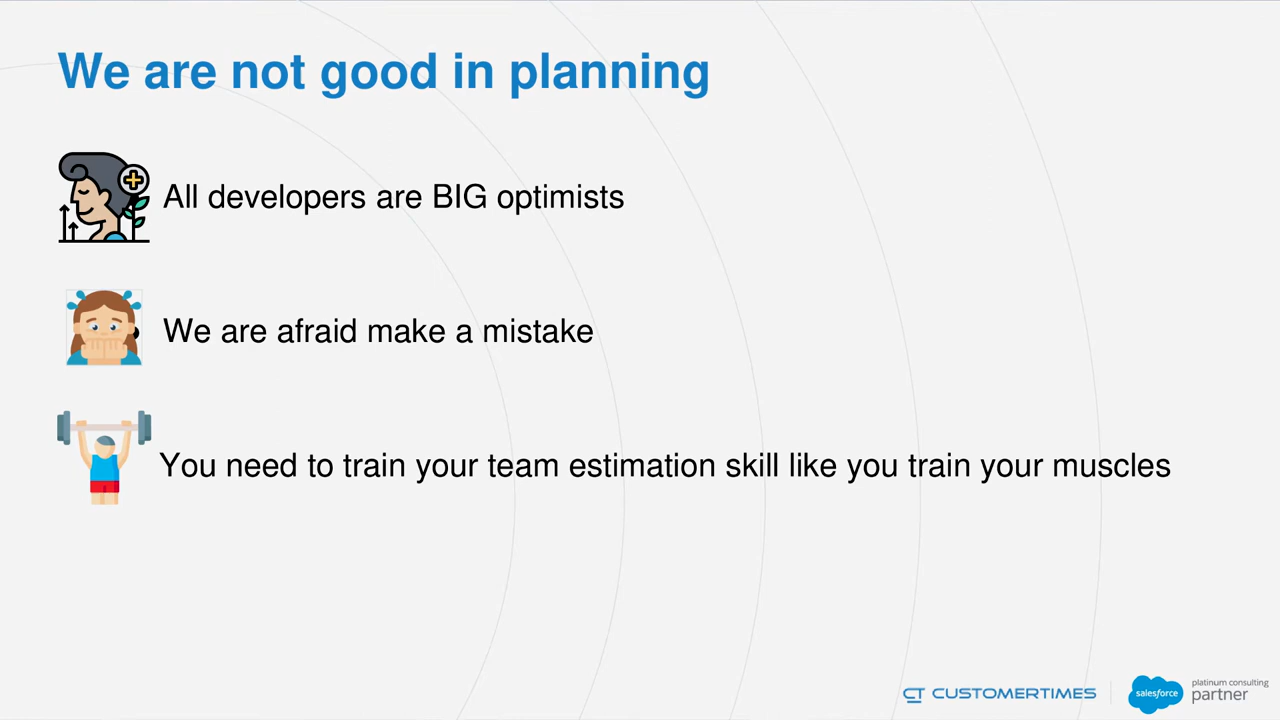 We are not good in planning
All developers are BIG optimists
We are afraid make a mistake
You need to train your team estimation skill like you train your muscles
CT CUSTOMERTIMES
salesforce
platinum consulting
partner